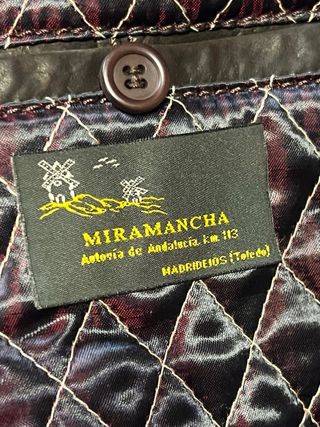 MIRAMANCHA
Autovía de Andalucía, km. 113
MADRIDEJOS (Toledo)